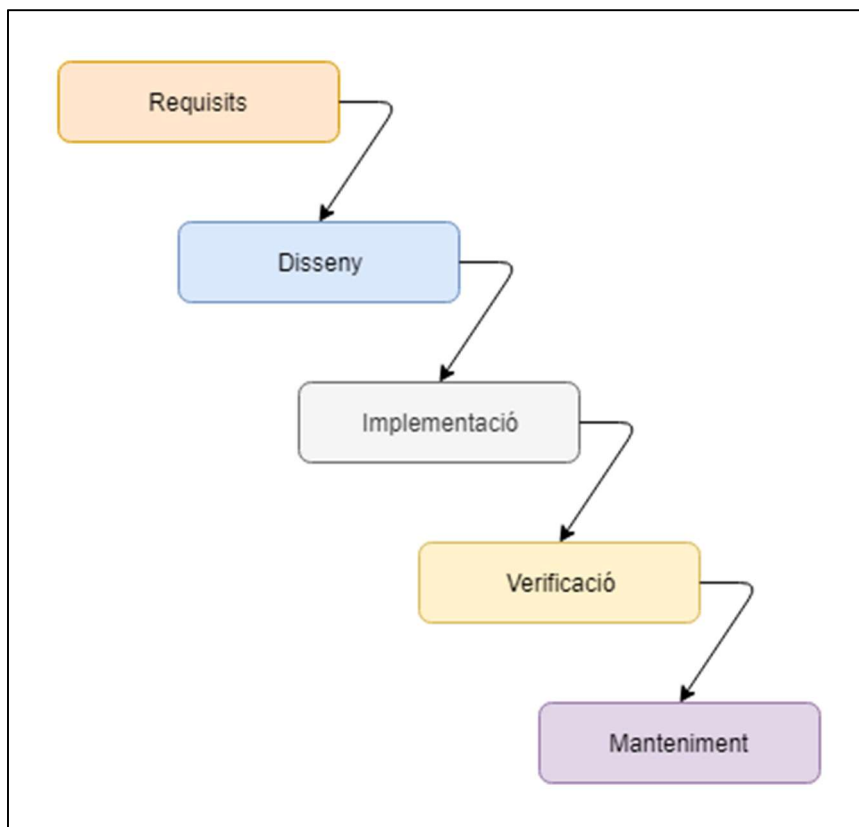 Requisits
Disseny
Implementació
Verificació
Manteniment